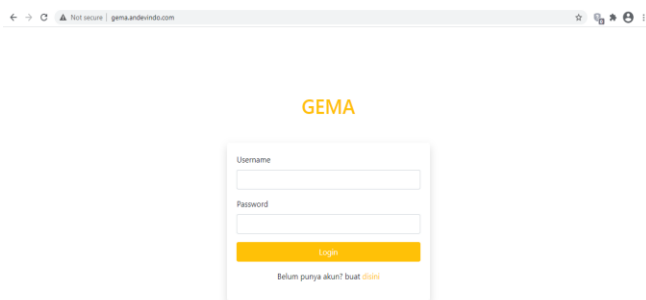 Not secure | gema.andevindo.com
GEMA
Username
Password
Login
Belum punya akun? buat disini